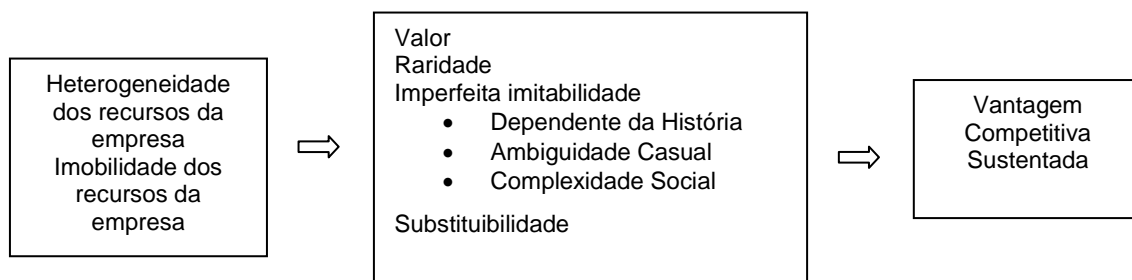 Heterogeneidade
dos recursos da
empresa
Imobilidade dos
recursos da
empresa
Valor
Raridade
Imperfeita imitabilidade
• Dependente da História
• Ambiguidade Casual
• Complexidade Social
Substituibilidade
Vantagem
Competitiva
Sustentada